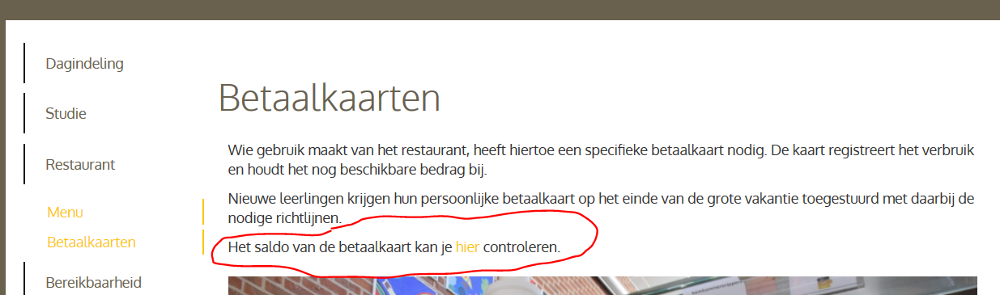 Dagindeling
Studie
Restaurant
Menu
Betaalkaarten
Bereikbaarheid
Betaalkaarten
Wie gebruik maakt van het restaurant, heeft hiertoe een specifieke betaalkaart nodig. De kaart registreert het verbruik
en houdt het nog beschikbare bedrag bij.
Nieuwe leerlingen krijgen hun persoonlijke betaalkaart op het einde van de grote vakantie toegestuurd met daarbij de
nodige richtlijnen.
Het saldo van de betaalkaart kan je hier controleren.